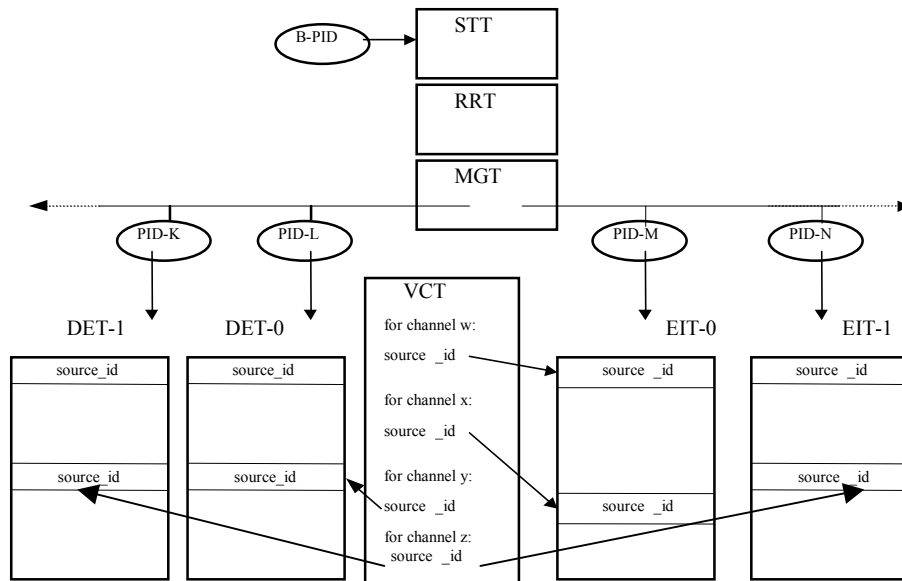 B-PID
STT
RRT
MGT
PID-K
PID-L
PID-M
PID-N
DET-1
DET-0
VCT
EIT-0
EIT-1
for channel w:
source _id
for channel x:
source _id
for channel y:
source _id
for channel z:
source _id
source_id
source_id
source_id
source_id
source _id
source _id
source _id
source _id